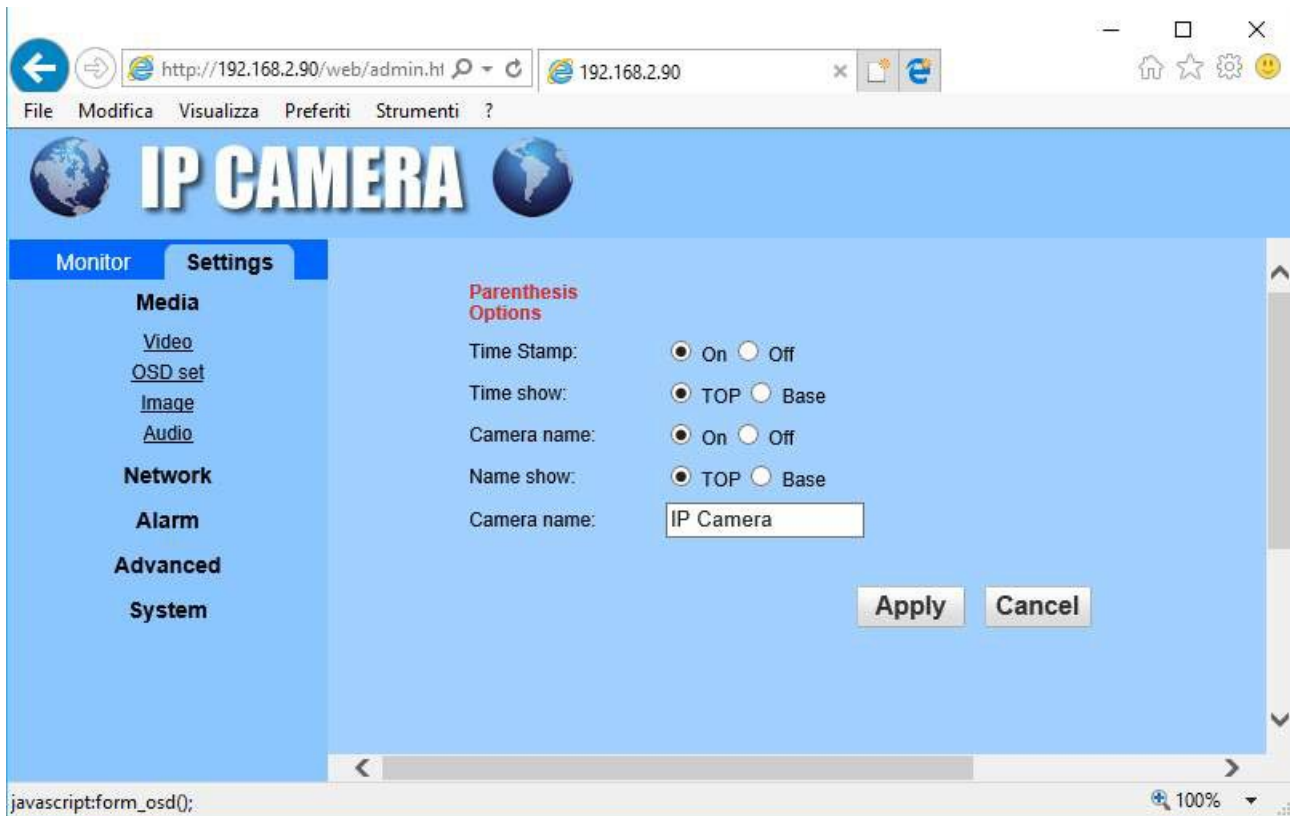 http://192.168.2.90/web/admin.ht
192.168.2.90
File Modifica Visualizza Preferiti Strumenti ?
IP CAMERA
Monitor Settings
Media
Video
OSD set
Image
Audio
Network
Alarm
Advanced
System
Parenthesis
Options
Time Stamp: On Off
Time show: TOP Base
Camera name: On Off
Name show: TOP Base
Camera name: IP Camera
Apply Cancel
javascript:form_osd();
100%